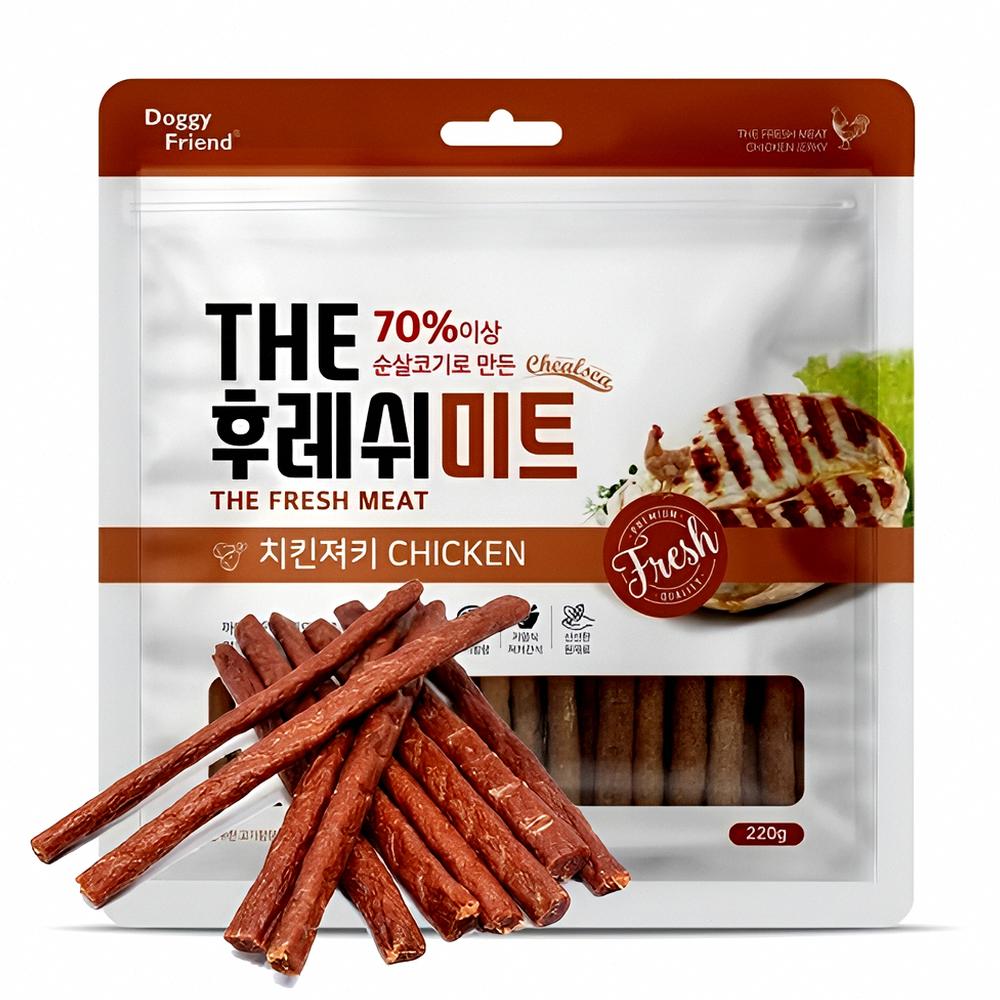 Doggy
Friend
THE FRESH MEAT
CHICKEN JERKY
THE
70%이상
순살코기로 만든
Chealsea
후레쉬미트
THE FRESH MEAT
치킨져키 CHICKEN
PREMIUM
Fresh
QUALITY
220g